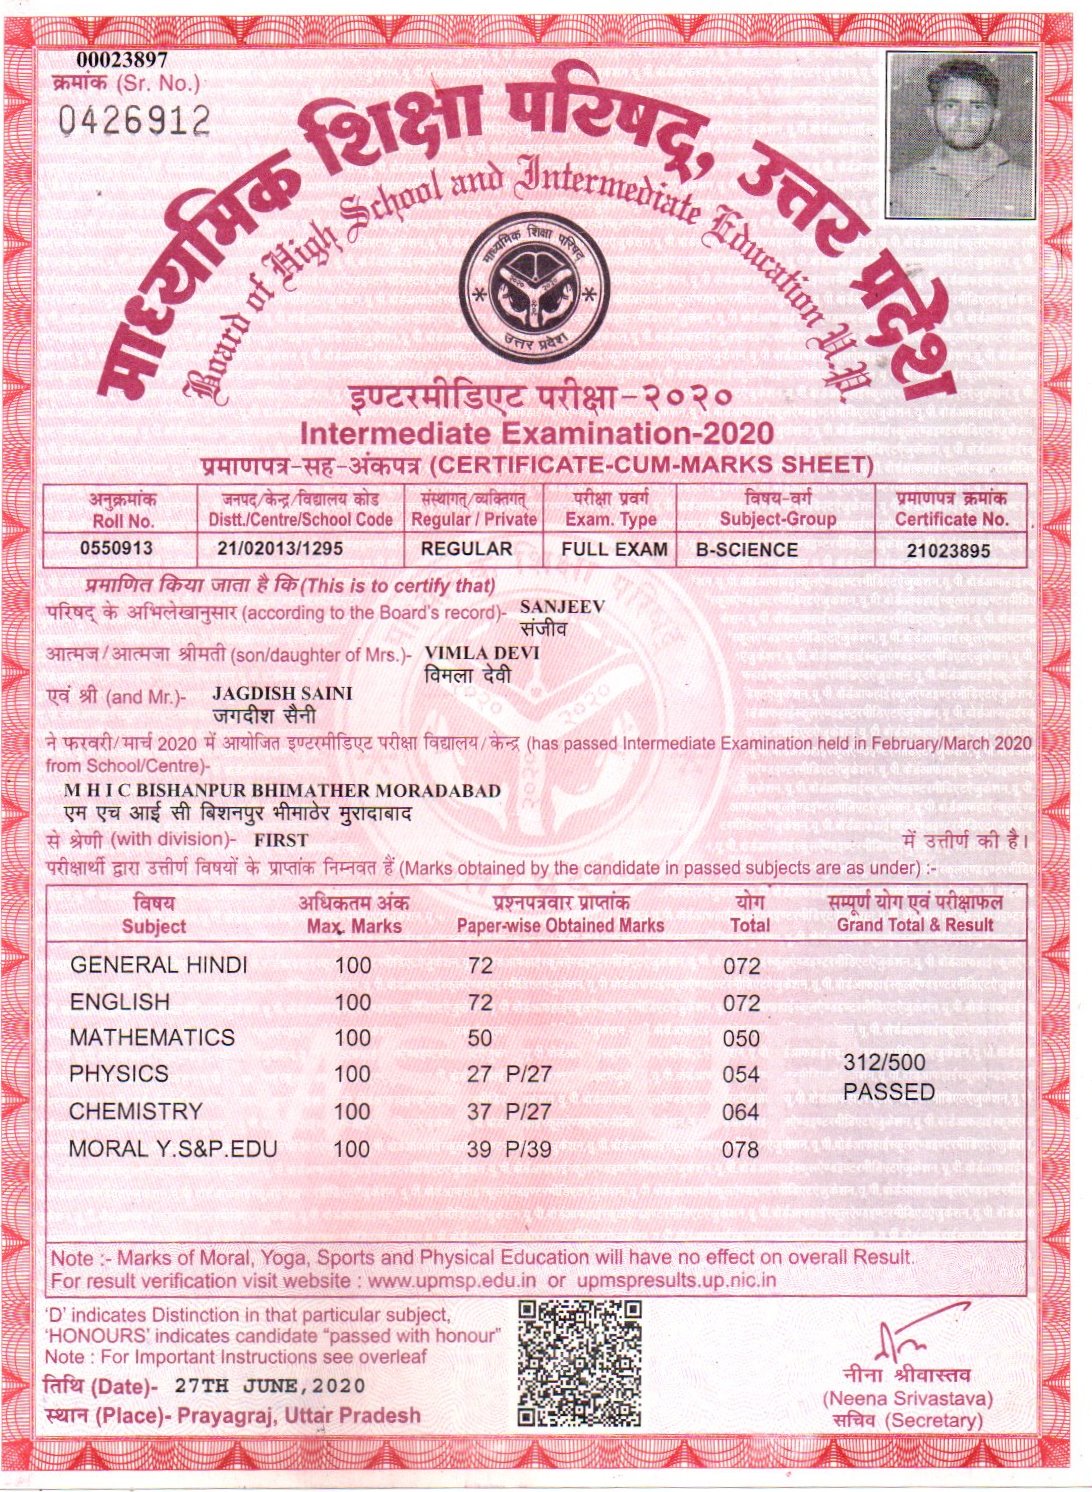 00023897
क्रमांक (Sr. No.)
0426912
माध्यमिक शिक्षा परिषद्, उत्तर प्रदेश
Board of High School and Intermediate Education U.P.
माध्यमिक शिक्षा परिषद
उत्तर प्रदेश
इण्टरमीडिएट परीक्षा-२०२०
Intermediate Examination-2020
प्रमाणपत्र-सह-अंकपत्र (CERTIFICATE-CUM-MARKS SHEET)
अनुक्रमांक जनपद/केन्द्र/विद्यालय कोड संस्थागत/व्यक्तिगत परीक्षा प्रवर्ग विषय-वर्ग प्रमाणपत्र क्रमांक
Roll No. Distt./Centre/School Code Regular / Private Exam. Type Subject-Group Certificate No.
0550913 21/02013/1295 REGULAR FULL EXAM B-SCIENCE 21023895
प्रमाणित किया जाता है कि (This is to certify that)
परिषद् के अभिलेखानुसार (according to the Board's record)- SANJEEV
संजीव
आत्मज/आत्मजा श्रीमती (son/daughter of Mrs.)- VIMLA DEVI
विमला देवी
एवं श्री (and Mr.)- JAGDISH SAINI
जगदीश सैनी
ने फरवरी/मार्च 2020 में आयोजित इण्टरमीडिएट परीक्षा विद्यालय/केन्द्र (has passed Intermediate Examination held in February/March 2020
from School/Centre)-
M H I C BISHANPUR BHIMATHER MORADABAD
एम एच आई सी बिशनपुर भीमाठेर मुरादाबाद
से श्रेणी (with division)- FIRST में उत्तीर्ण की है।
परीक्षार्थी द्वारा उत्तीर्ण विषयों के प्राप्तांक निम्नवत हैं (Marks obtained by the candidate in passed subjects are as under) :-
विषय अधिकतम अंक प्रश्नपत्रवार प्राप्तांक योग सम्पूर्ण योग एवं परीक्षाफल
Subject Max. Marks Paper-wise Obtained Marks Total Grand Total & Result
GENERAL HINDI 100 72 072
ENGLISH 100 72 072
MATHEMATICS 100 50 050
312/500
PHYSICS 100 27 P/27 054
PASSED
CHEMISTRY 100 37 P/27 064
MORAL Y.S&P.EDU 100 39 P/39 078
Note :- Marks of Moral, Yoga, Sports and Physical Education will have no effect on overall Result.
For result verification visit website : www.upmsp.edu.in or upmspresults.up.nic.in
'D' indicates Distinction in that particular subject,
'HONOURS' indicates candidate "passed with honour"
Note : For Important Instructions see overleaf
तिथि (Date)- 27TH JUNE,2020
स्थान (Place)- Prayagraj, Uttar Pradesh
नीना श्रीवास्तव
(Neena Srivastava)
सचिव (Secretary)